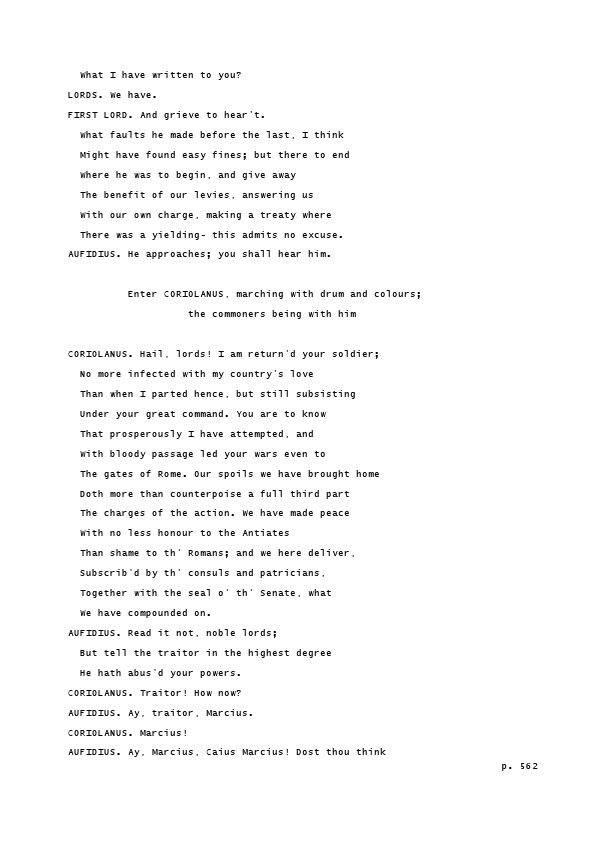 What I have written to you?
LORDS. We have.
FIRST LORD. And grieve to hear't.
What faults he made before the last, I think
Might have found easy fines; but there to end
Where he was to begin, and give away
The benefit of our levies, answering us
With our own charge, making a treaty where
There was a yielding- this admits no excuse.
AUFIDIUS. He approaches; you shall hear him.
Enter CORIOLANUS, marching with drum and colours;
the commoners being with him
CORIOLANUS. Hail, lords! I am return'd your soldier;
No more infected with my country's love
Than when I parted hence, but still subsisting
Under your great command. You are to know
That prosperously I have attempted, and
With bloody passage led your wars even to
The gates of Rome. Our spoils we have brought home
Doth more than counterpoise a full third part
The charges of the action. We have made peace
With no less honour to the Antiates
Than shame to th' Romans; and we here deliver,
Subscrib'd by th' consuls and patricians,
Together with the seal o' th' Senate, what
We have compounded on.
AUFIDIUS. Read it not, noble lords;
But tell the traitor in the highest degree
He hath abus'd your powers.
CORIOLANUS. Traitor! How now?
AUFIDIUS. Ay, traitor, Marcius.
CORIOLANUS. Marcius!
AUFIDIUS. Ay, Marcius, Caius Marcius! Dost thou think
p. 562